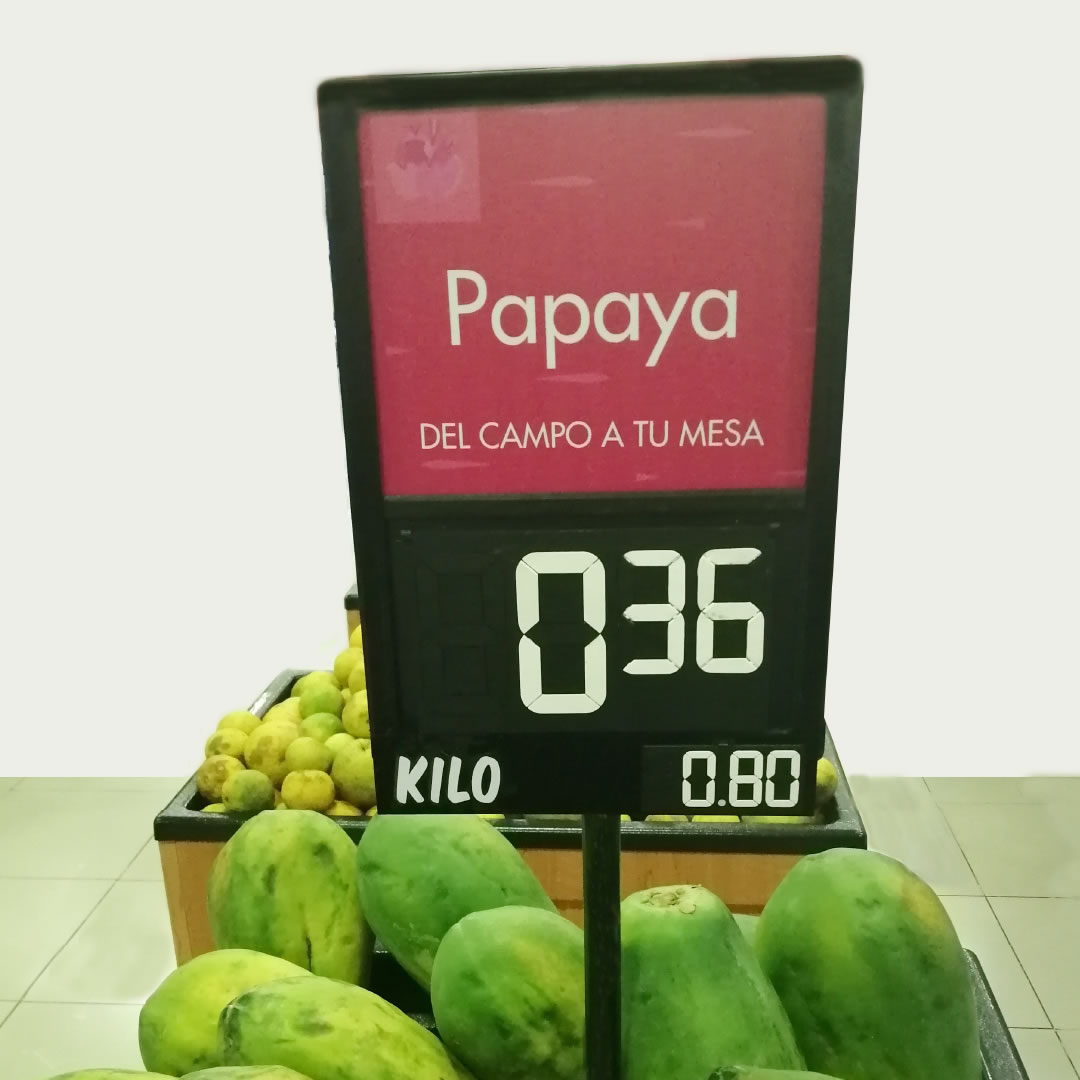 Papaya
DEL CAMPO A TU MESA
036
KILO 0.80